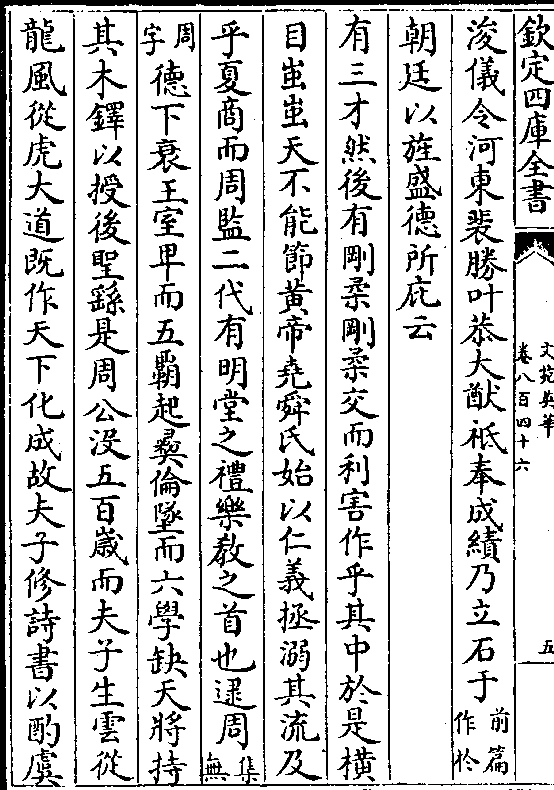 欽定四庫全書
文苑英華
卷八百四十六
五
浚儀令河東裴勝叶恭大猷祗奉成績乃立石于前篇作於
朝廷以旌盛德所庇云
有三才然後有剛柔剛柔交而利害作乎其中於是横
目蚩蚩天不能節黄帝堯舜氏始以仁義拯溺其流及
乎夏商而周監二代有明堂之禮樂教之首也逮周集無
周字德下衰王室卑而五覇起彛倫墜而六學缺天將持
其木鐸以授後聖繇是周公没五百嵗而夫子生雲從
龍風從虎大道既作天下化成故夫子修詩書以酌虞